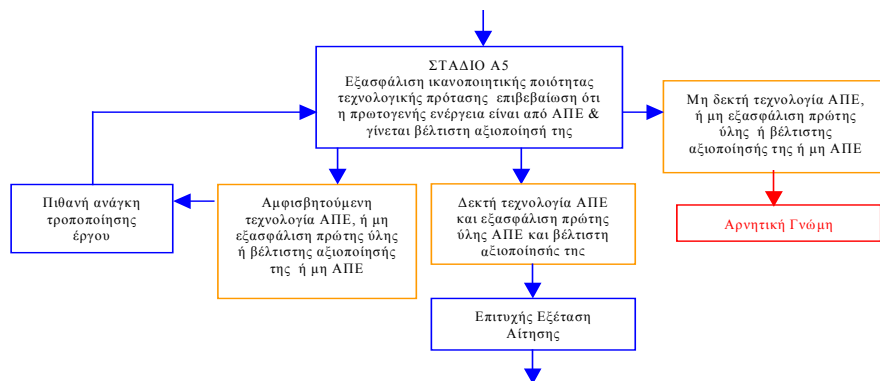 ΣΤΑΔΙΟ Α5
Εξασφάλιση ικανοποιητικής ποιότητας
τεχνολογικής πρότασης επιβεβαίωση ότι
η πρωτογενής ενέργεια είναι από ΑΠΕ &
γίνεται βέλτιστη αξιοποίησή της
Μη δεκτή τεχνολογία ΑΠΕ,
ή μη εξασφάλιση πρώτης
ύλης ή βέλτιστης
αξιοποίησής της ή μη ΑΠΕ
Πιθανή ανάγκη
τροποποίησης
έργου
Αμφισβητούμενη
τεχνολογία ΑΠΕ, ή μη
εξασφάλιση πρώτης ύλης
ή βέλτιστης αξιοποίησής
της ή μη ΑΠΕ
Δεκτή τεχνολογία ΑΠΕ
και εξασφάλιση πρώτης
ύλης ΑΠΕ και βέλτιστη
αξιοποίησής της
Αρνητική Γνώμη
Επιτυχής Εξέταση
Αίτησης